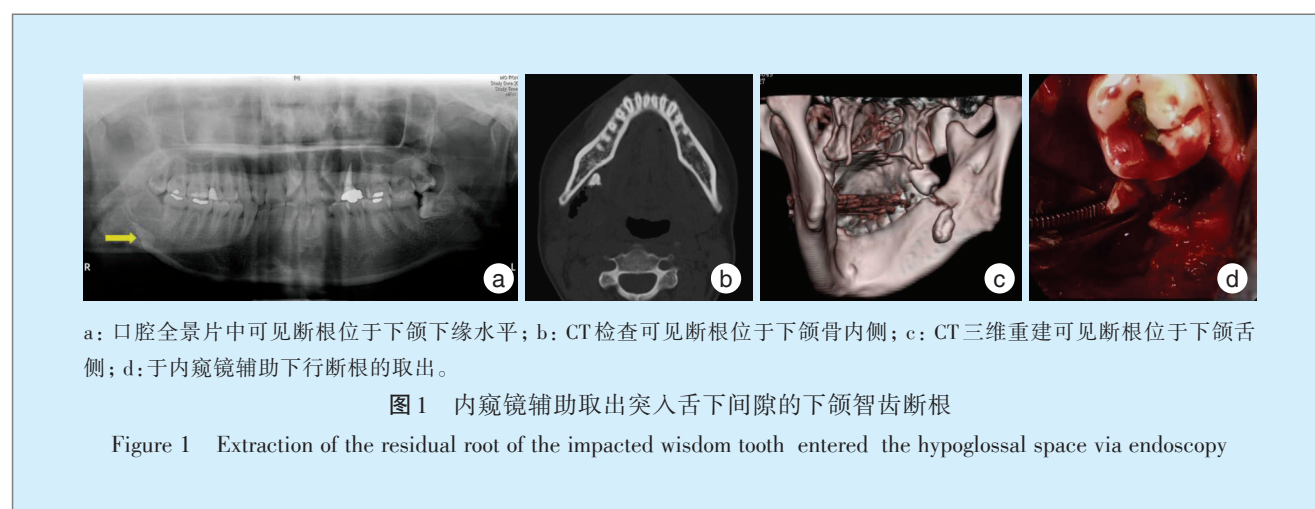 R
L
a
b
c
d
a：口腔全景片中可见断根位于下颌下缘水平；b：CT检查可见断根位于下颌骨内侧；c：CT三维重建可见断根位于下颌舌
侧；d：于内窥镜辅助下行断根的取出。
图1 内窥镜辅助取出突入舌下间隙的下颌智齿断根
Figure 1 Extraction of the residual root of the impacted wisdom tooth entered the hypoglossal space via endoscopy